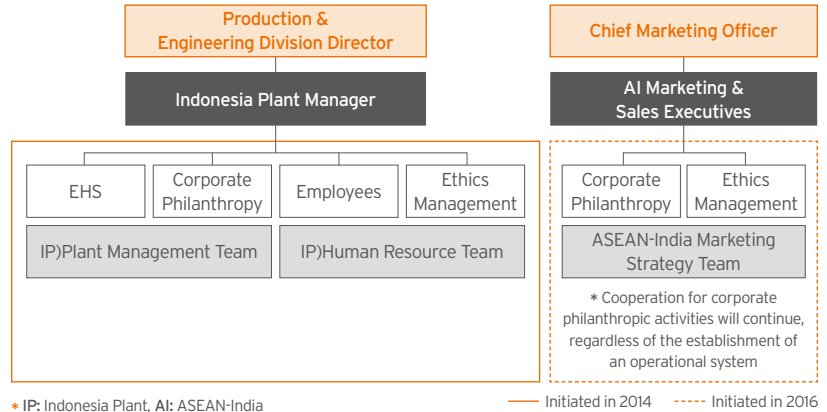 Production &
Engineering Division Director
Indonesia Plant Manager
EHS
Corporate
Philanthropy
Employees
Ethics
Management
IP)Plant Management Team
IP)Human Resource Team
Chief Marketing Officer
AI Marketing &
Sales Executives
Corporate
Philanthropy
Ethics
Management
ASEAN-India Marketing
Strategy Team
* Cooperation for corporate
philanthropic activities will continue,
regardless of the establishment of
an operational system
* IP: Indonesia Plant, AI: ASEAN-India
Initiated in 2014
Initiated in 2016